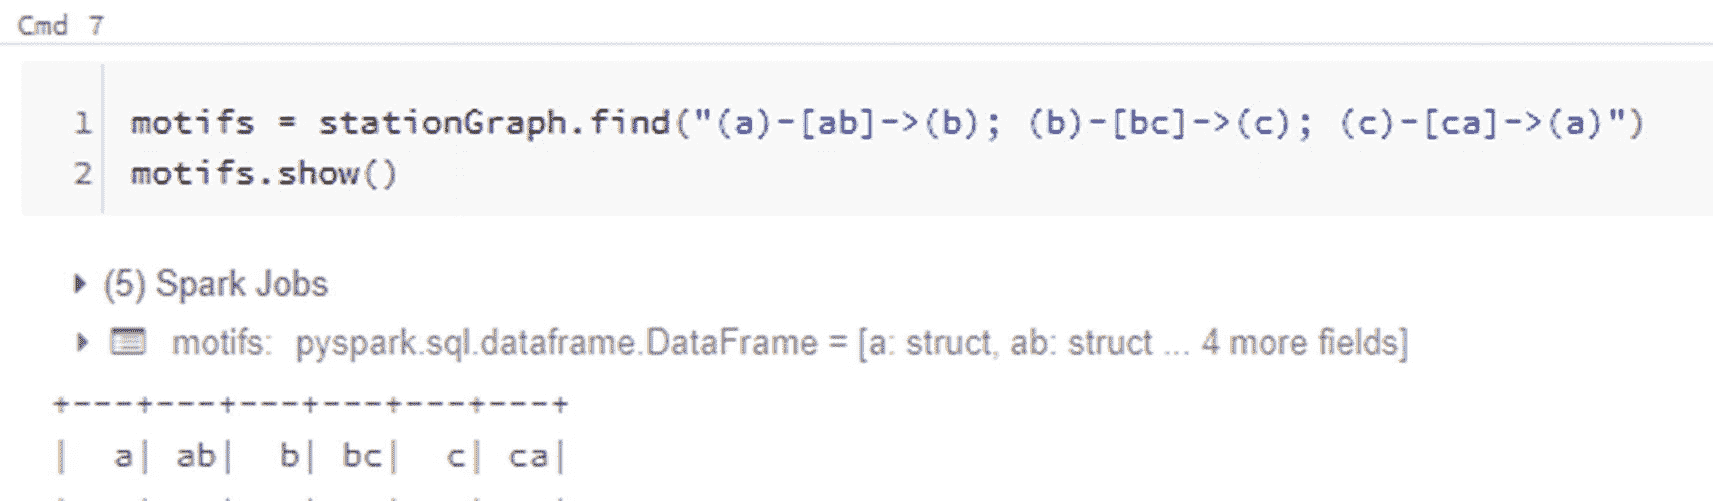 Cmd 7
1 motifs = stationGraph.find("(a)-[ab]->(b); (b)-[bc]->(c); (c)-[ca]->(a)")
2 motifs.show()
(5) Spark Jobs
motifs: pyspark.sql.dataframe.DataFrame = [a: struct, ab: struct ... 4 more fields]
+---+---+---+---+---+---+
|  a| ab|  b| bc|  c| ca|